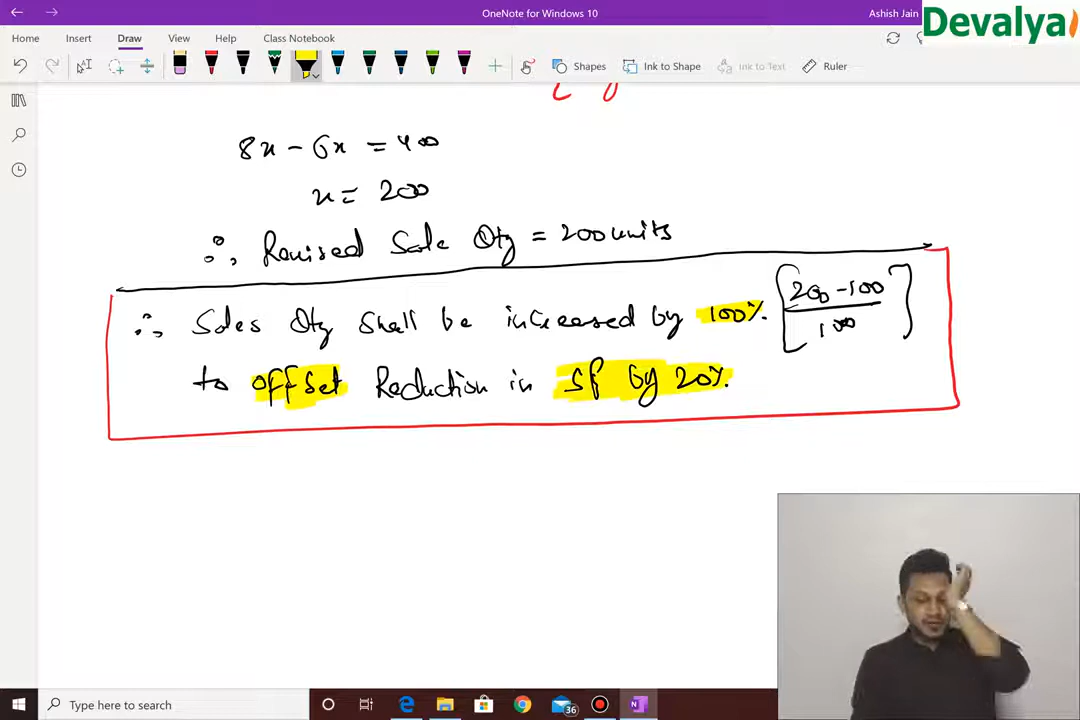 OneNote for Windows 10
Ashish Jain
Devalya
Home Insert Draw View Help Class Notebook
Shapes Ink to Shape Ink to Text Ruler
8x - 6x = 400
x = 200
∴ Revised Sale Qty = 200 units
∴ Sales Qty Shall be increased by 100%. [200-100 / 100]
to offset Reduction in SP by 20%.
Type here to search
36